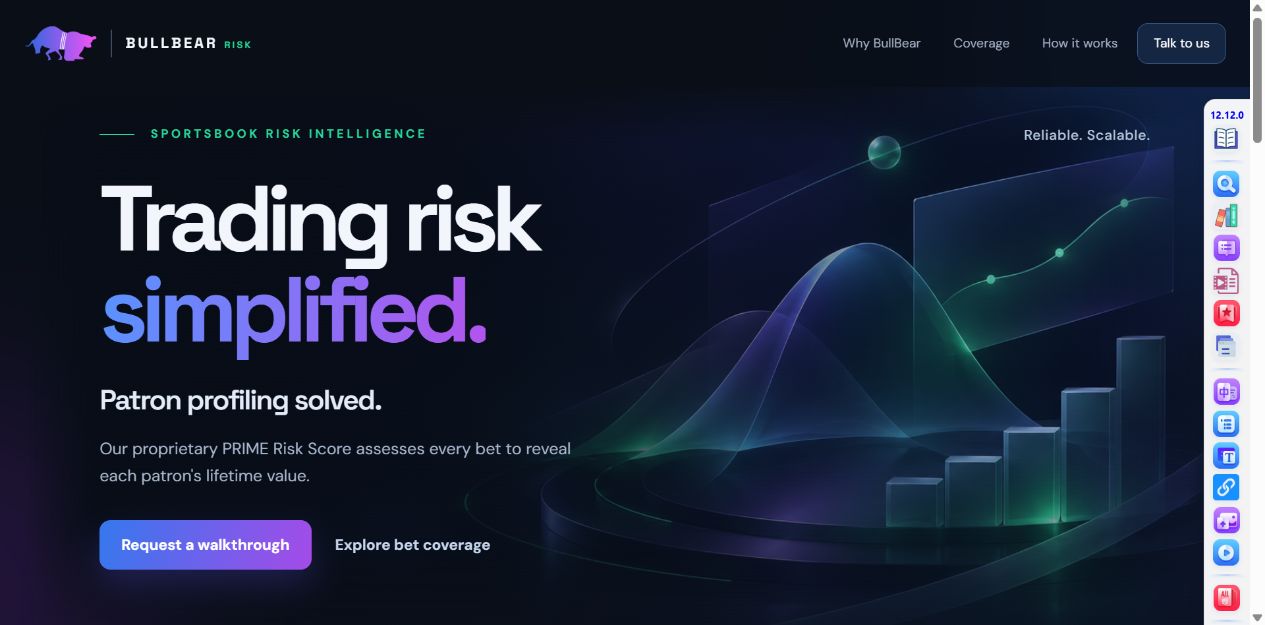 BULLBEAR RISK
Why BullBear
Coverage
How it works
Talk to us
SPORTSBOOK RISK INTELLIGENCE
Reliable. Scalable.
12.12.0
Trading risk
simplified.
Patron profiling solved.
Our proprietary PRIME Risk Score assesses every bet to reveal
each patron's lifetime value.
Request a walkthrough
Explore bet coverage
中
T
ALL